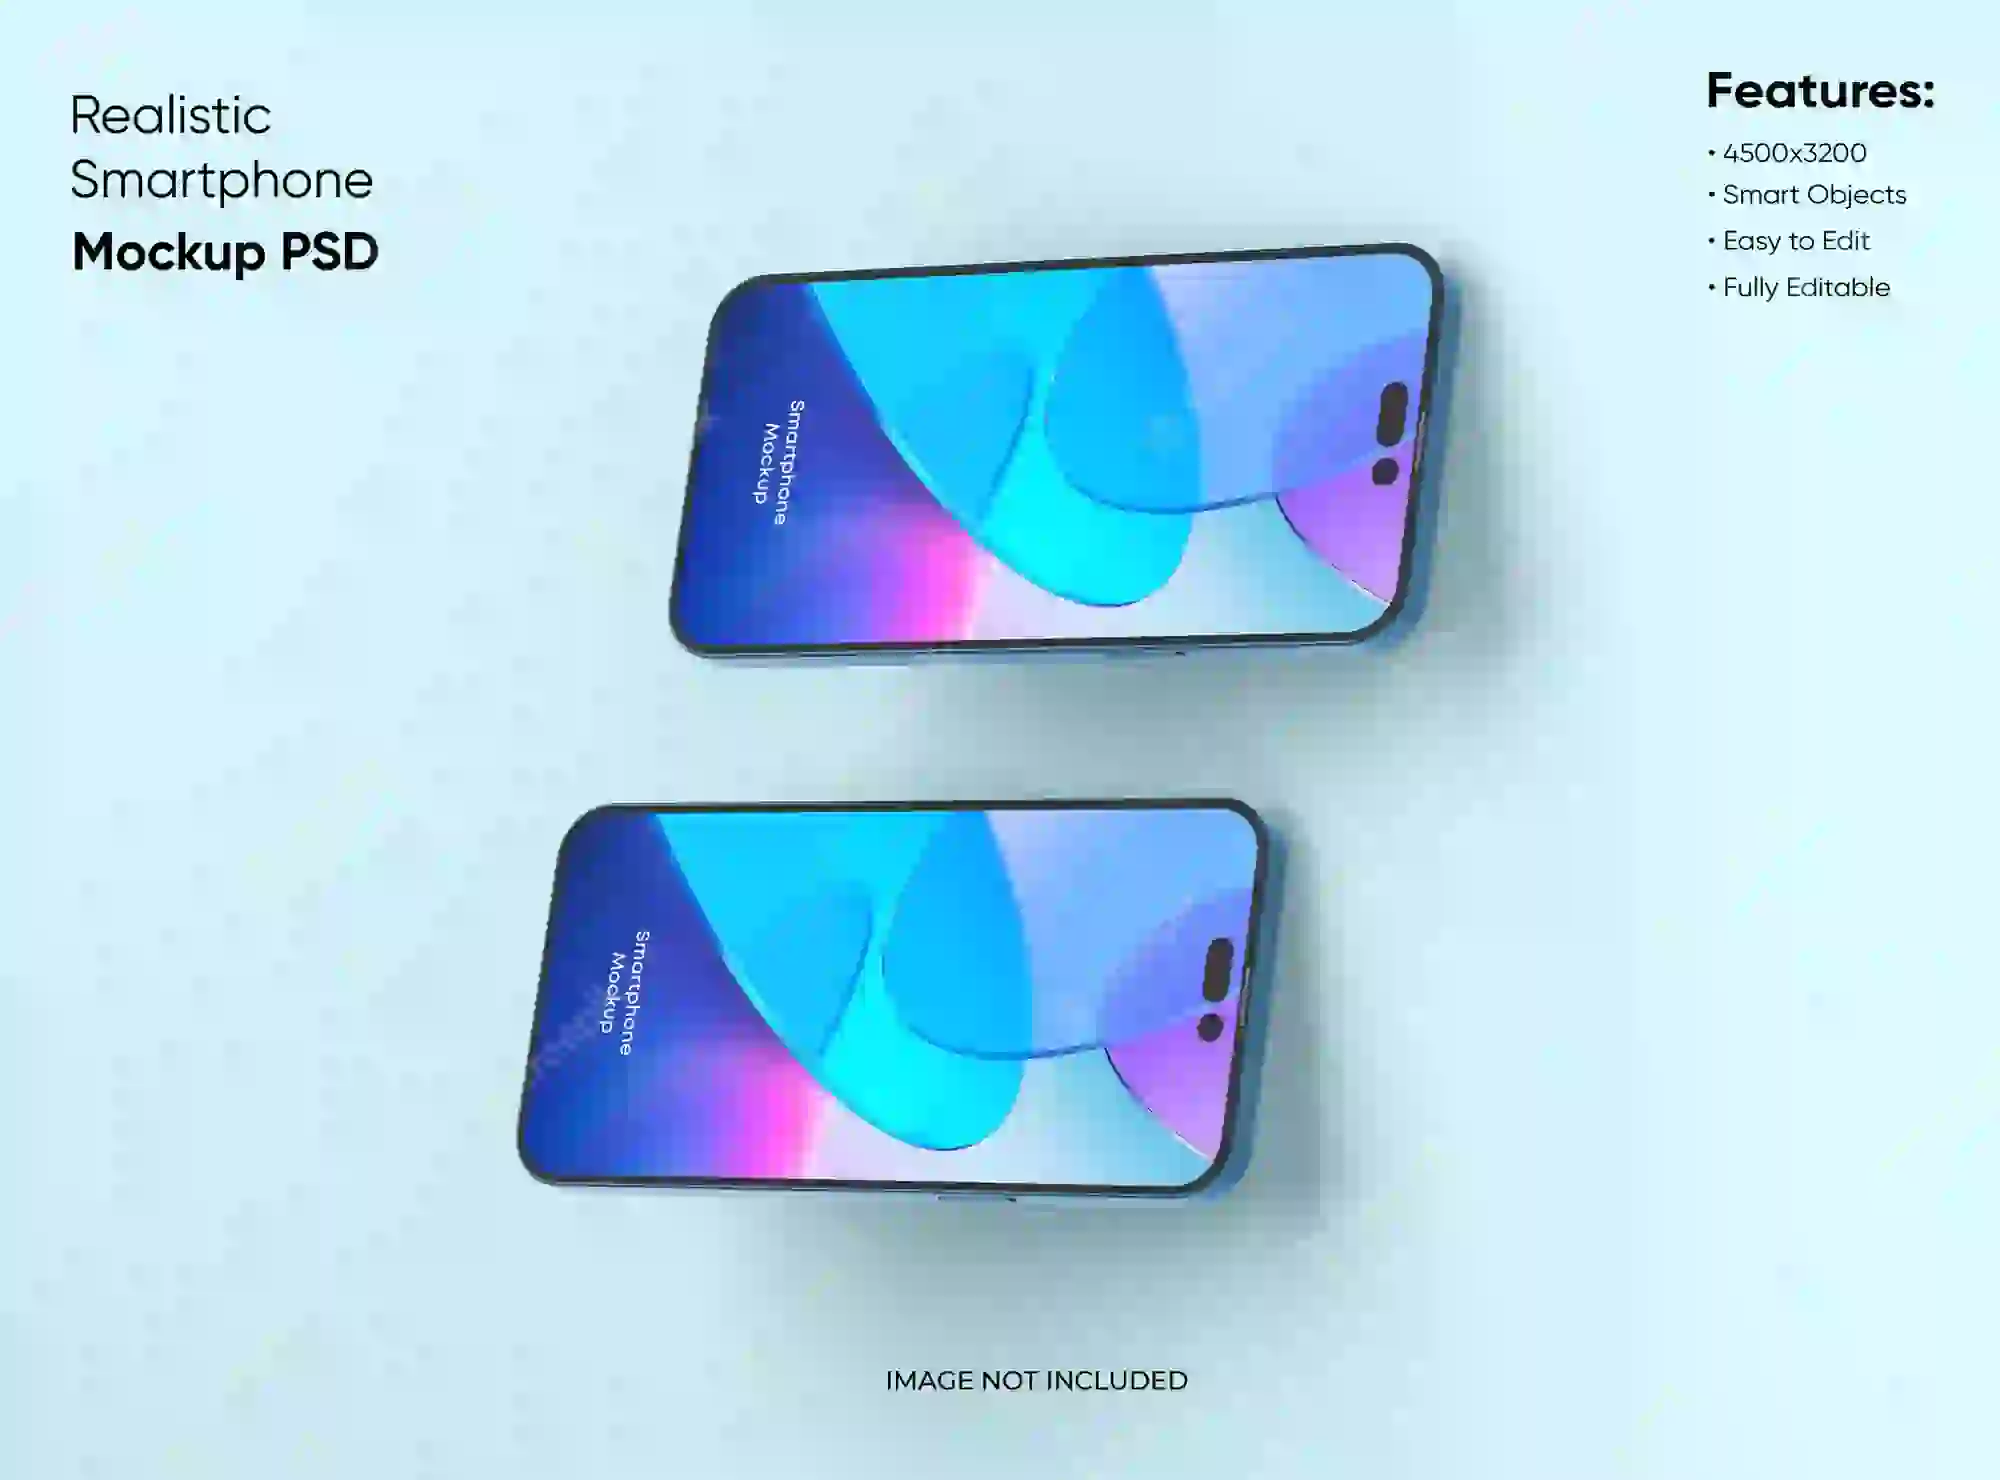 Realistic
Smartphone
Mockup PSD
Features:
• 4500x3200
• Smart Objects
• Easy to Edit
• Fully Editable
Smartphone
Mockup
Smartphone
Mockup
IMAGE NOT INCLUDED